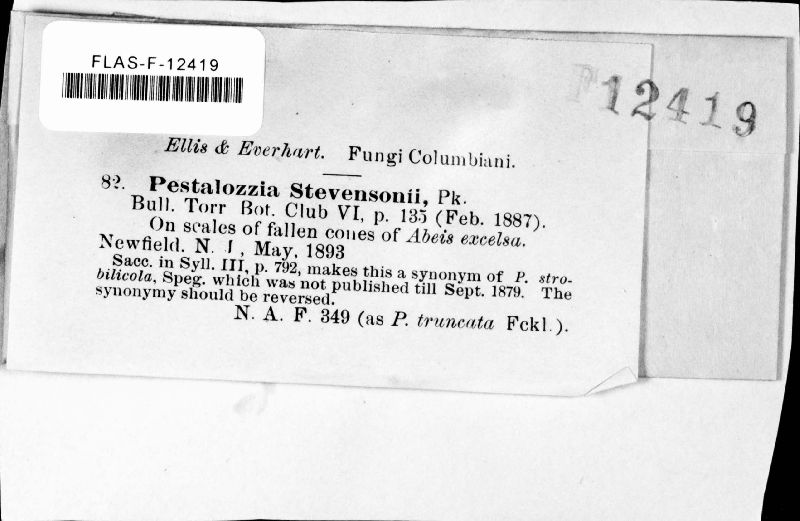 FLAS-F-12419
F12419
Ellis & Everhart. Fungi Columbiani.
82. Pestalozzia Stevensonii, Pk.
Bull. Torr Bot. Club VI, p. 135 (Feb. 1887).
On scales of fallen cones of Abeis excelsa.
Newfield. N. J, May, 1893
Sacc. in Syll. III, p. 792, makes this a synonym of P. stro-
bilicola, Speg. which was not published till Sept. 1879. The
synonymy should be reversed.
N. A. F. 349 (as P. truncata Fckl.).